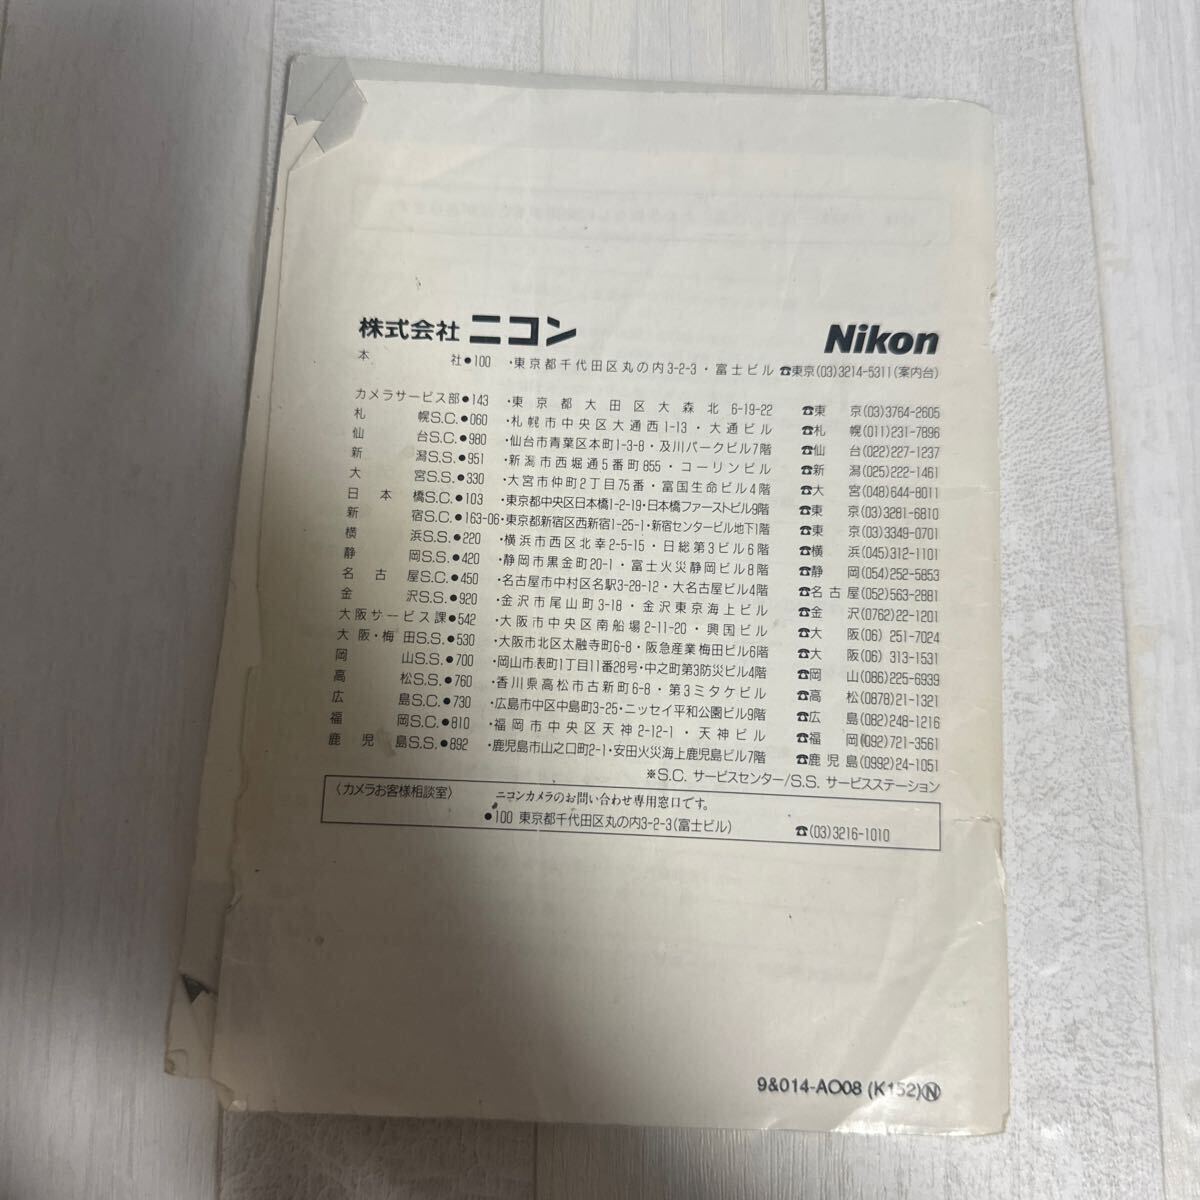 株式会社 ニコン Nikon
本社●100・東京都千代田区丸の内3-2-3・富士ビル ☎東京(03)3214-5311(案内台)
カメラサービス部●143・東京都大田区大森北6-19-22 ☎東京(03)3764-2605
札幌S.C.●060・札幌市中央区大通西1-13・大通ビル ☎札幌(011)231-7896
仙台S.C.●980・仙台市青葉区本町1-3-8・及川パークビル7階 ☎仙台(022)227-1237
新潟S.S.●951・新潟市西堀通5番町855・コーリンビル ☎新潟(025)222-1461
大宮S.S.●330・大宮市仲町2丁目75番・富国生命ビル4階 ☎大宮(048)644-8011
日本橋S.C.●103・東京都中央区日本橋1-2-19・日本橋ファーストビル9階 ☎東京(03)3281-6810
新宿S.C.●163-06・東京都新宿区西新宿1-25-1・新宿センタービル地下1階 ☎東京(03)3349-0701
横浜S.S.●220・横浜市西区北幸2-5-15・日総第3ビル6階 ☎横浜(045)312-1101
静岡S.S.●420・静岡市黒金町20-1・富士火災静岡ビル8階 ☎静岡(054)252-5853
名古屋S.C.●450・名古屋市中村区名駅3-28-12・大名古屋ビル4階 ☎名古屋(052)563-2881
金沢S.S.●920・金沢市尾山町3-18・金沢東京海上ビル ☎金沢(0762)22-1201
大阪サービス課●542・大阪市中央区南船場2-11-20・興国ビル ☎大阪(06)251-7024
大阪・梅田S.S.●530・大阪市北区太融寺町6-8・阪急産業梅田ビル6階 ☎大阪(06)313-1531
岡山S.S.●700・岡山市表町1丁目11番28号・中之町第3防災ビル4階 ☎岡山(086)225-6939
高松S.S.●760・香川県高松市古新町6-8・第3ミタケビル ☎高松(0878)21-1321
広島S.C.●730・広島市中区中島町3-25・ニッセイ平和公園ビル9階 ☎広島(082)248-1216
福岡S.C.●810・福岡市中央区天神2-12-1・天神ビル ☎福岡(092)721-3561
鹿児島S.S.●892・鹿児島市山之口町2-1・安田火災海上鹿児島ビル7階 ☎鹿児島(0992)24-1051
※S.C. サービスセンター/S.S. サービスステーション
〈カメラお客様相談室〉 ニコンカメラのお問い合わせ専用窓口です。
●100 東京都千代田区丸の内3-2-3(富士ビル) ☎(03)3216-1010
9&014-AO08 (K152)Ⓝ